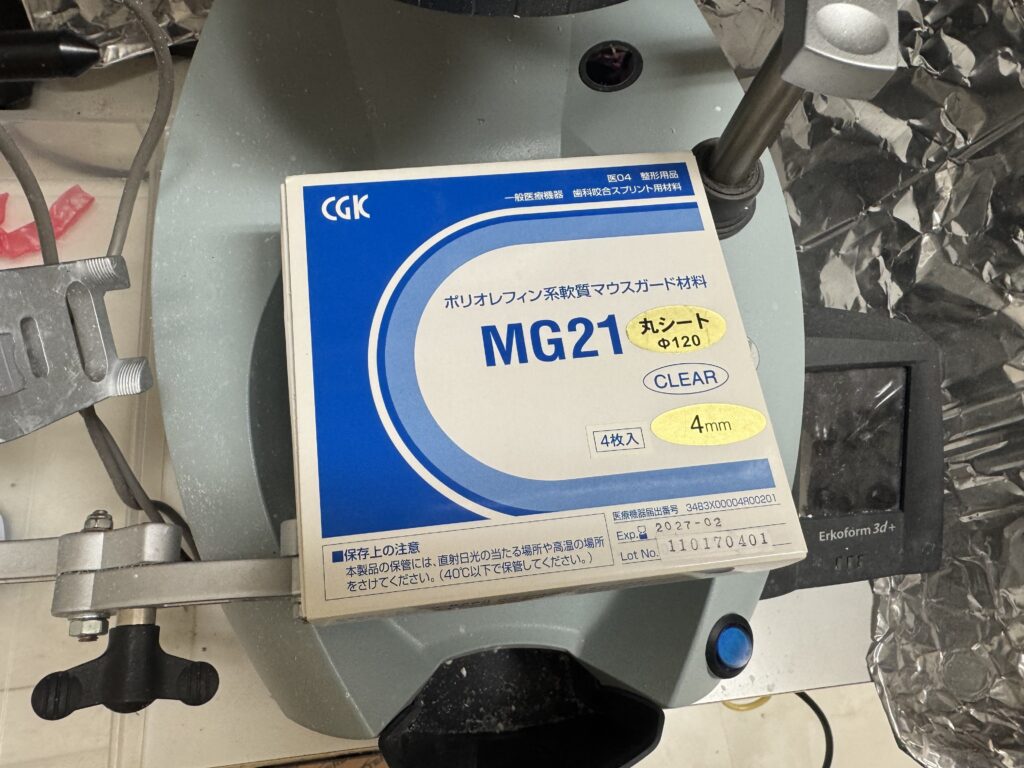 CGK
医04 整形用品
一般医療機器 歯科咬合スプリント用材料
ポリオレフィン系軟質マウスガード材料
MG21
丸シート
Φ120
CLEAR
4枚入
4mm
■保存上の注意
本製品の保管には、直射日光の当たる場所や高温の場所
をさけてください。(40℃以下で保管してください。)
医療機器届出番号 34B3X00004R00201
Exp. 2027-02
Lot No. 110170401
Erkoform 3d+